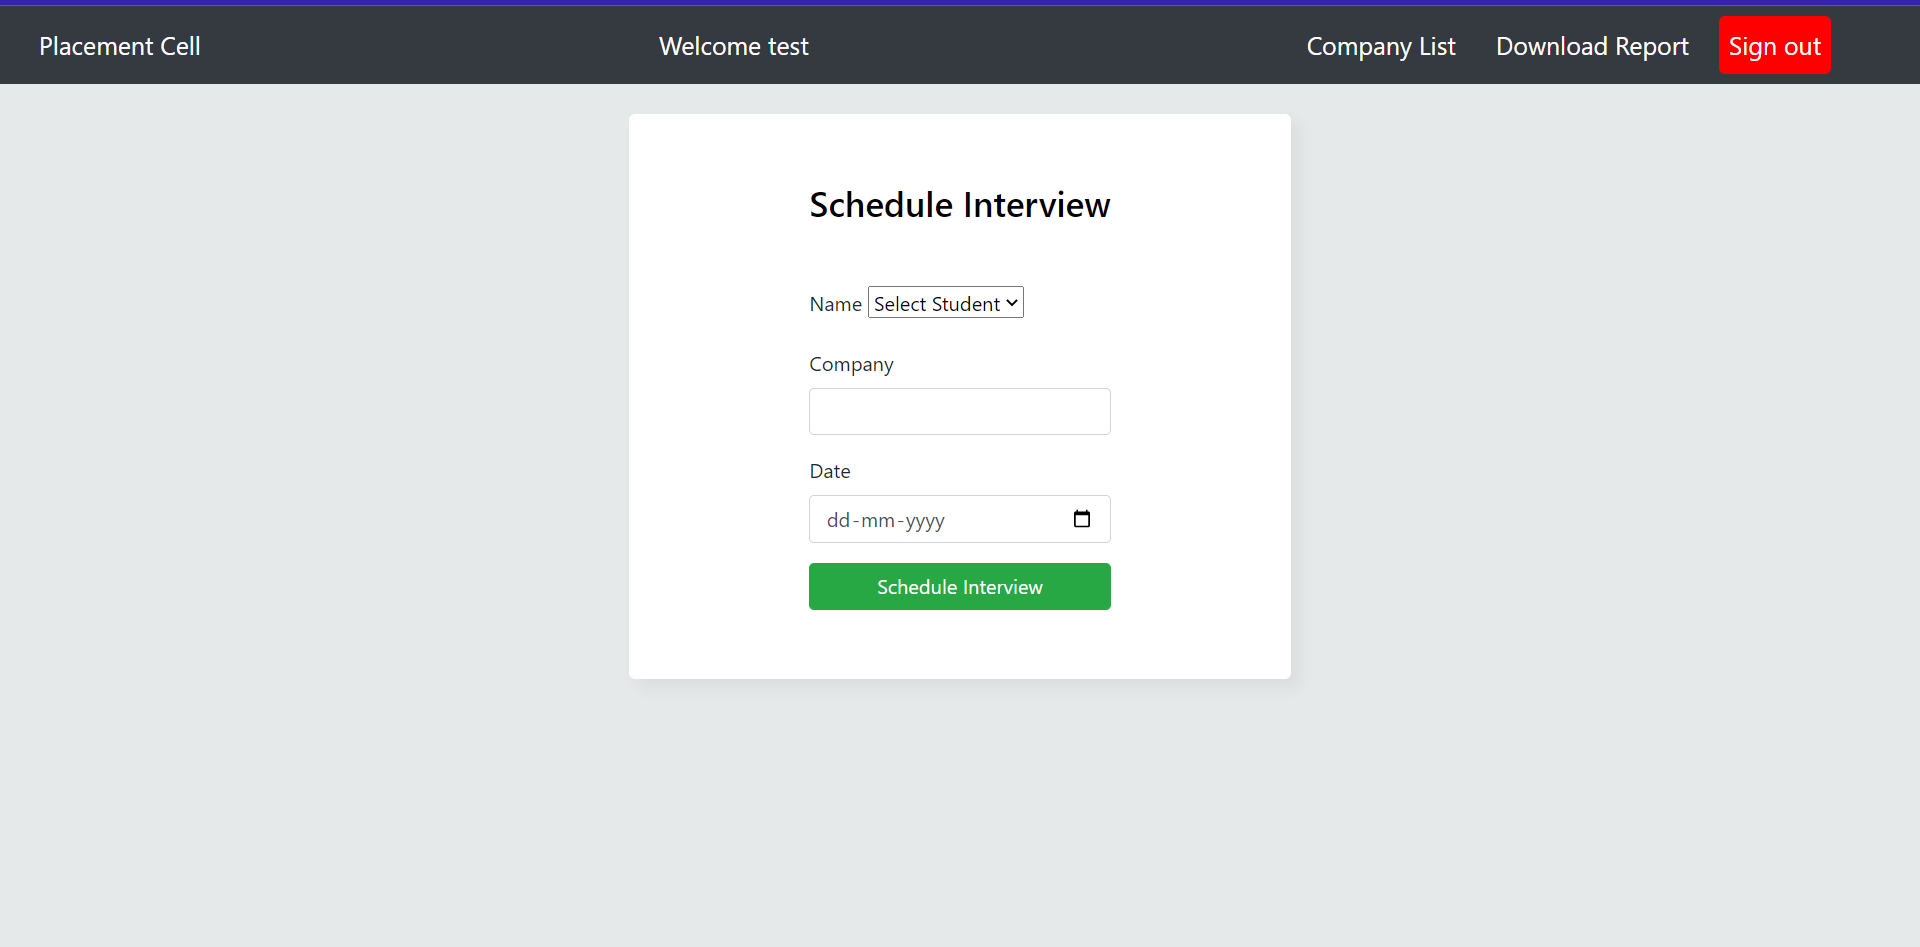 Placement Cell Welcome test Company List Download Report Sign out
Schedule Interview
Name Select Student
Company
Date
dd-mm-yyyy
Schedule Interview